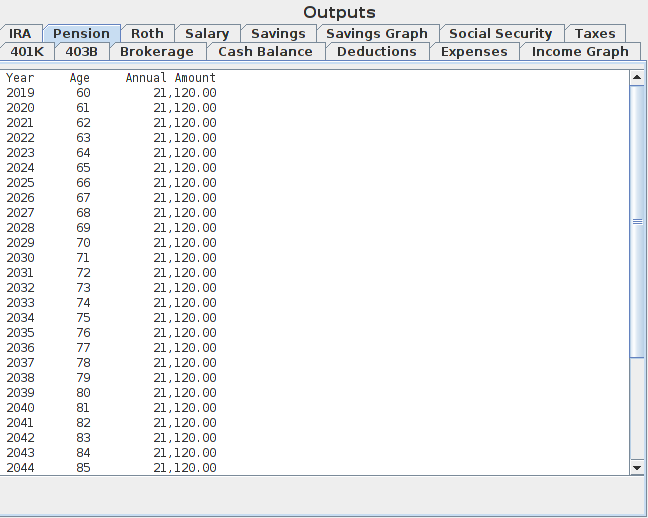 Outputs
IRA Pension Roth Salary Savings Savings Graph Social Security Taxes
401K 403B Brokerage Cash Balance Deductions Expenses Income Graph
Year Age Annual Amount
2019 60 21,120.00
2020 61 21,120.00
2021 62 21,120.00
2022 63 21,120.00
2023 64 21,120.00
2024 65 21,120.00
2025 66 21,120.00
2026 67 21,120.00
2027 68 21,120.00
2028 69 21,120.00
2029 70 21,120.00
2030 71 21,120.00
2031 72 21,120.00
2032 73 21,120.00
2033 74 21,120.00
2034 75 21,120.00
2035 76 21,120.00
2036 77 21,120.00
2037 78 21,120.00
2038 79 21,120.00
2039 80 21,120.00
2040 81 21,120.00
2041 82 21,120.00
2042 83 21,120.00
2043 84 21,120.00
2044 85 21,120.00